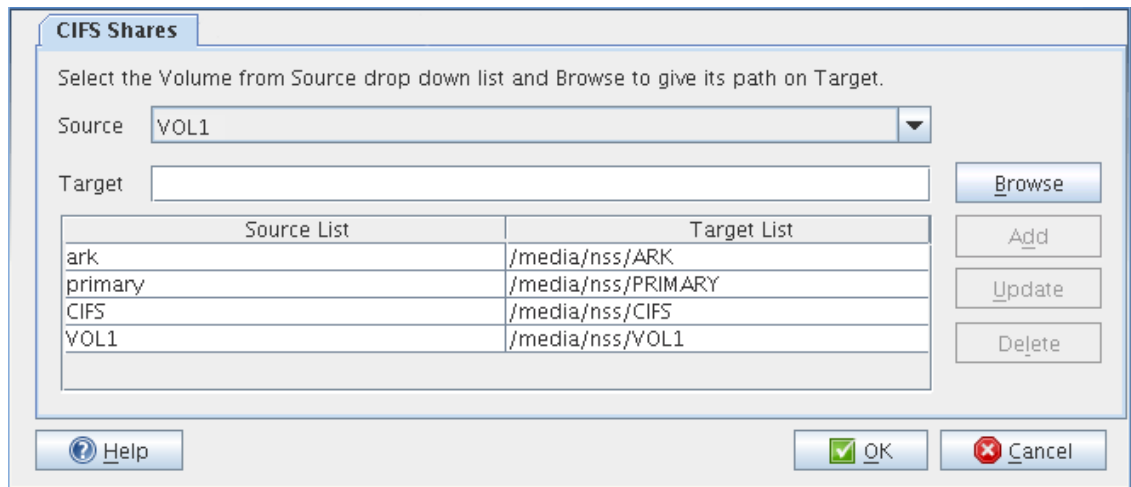 CIFS Shares
Select the Volume from Source drop down list and Browse to give its path on Target.
Source VOL1
Target Browse
Source List Target List
ark /media/nss/ARK
primary /media/nss/PRIMARY
CIFS /media/nss/CIFS
VOL1 /media/nss/VOL1
Add
Update
Delete
Help OK Cancel